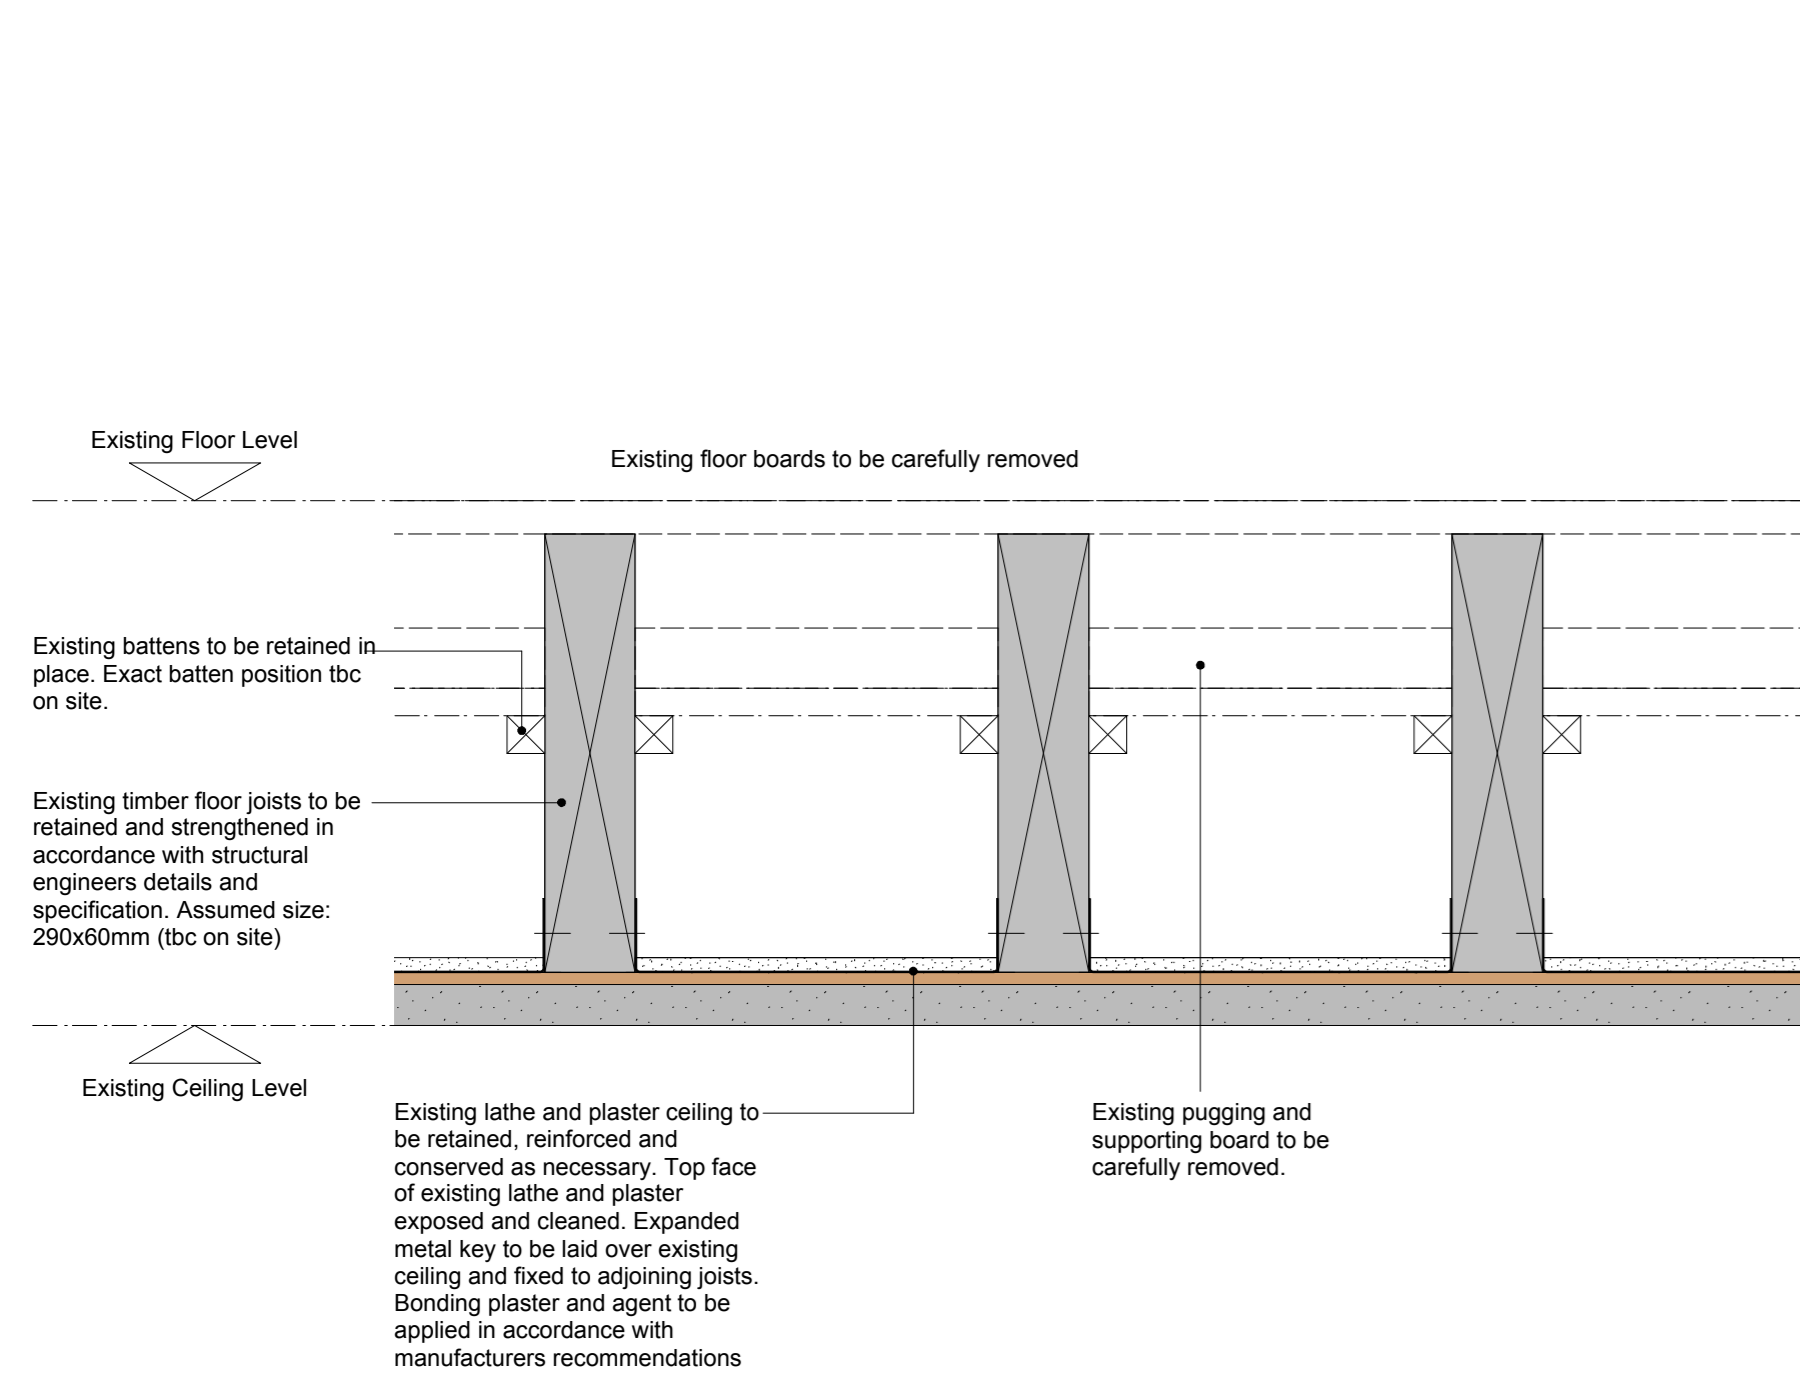 Existing Floor Level
Existing floor boards to be carefully removed
Existing battens to be retained in
place. Exact batten position tbc
on site.
Existing timber floor joists to be
retained and strengthened in
accordance with structural
engineers details and
specification. Assumed size:
290x60mm (tbc on site)
Existing Ceiling Level
Existing lathe and plaster ceiling to
be retained, reinforced and
conserved as necessary. Top face
of existing lathe and plaster
exposed and cleaned. Expanded
metal key to be laid over existing
ceiling and fixed to adjoining joists.
Bonding plaster and agent to be
applied in accordance with
manufacturers recommendations
Existing pugging and
supporting board to be
carefully removed.